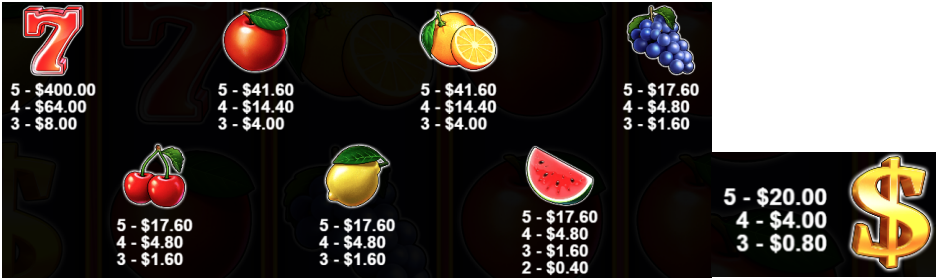 5 - $400.00
4 - $64.00
3 - $8.00
5 - $41.60
4 - $14.40
3 - $4.00
5 - $41.60
4 - $14.40
3 - $4.00
5 - $17.60
4 - $4.80
3 - $1.60
5 - $17.60
4 - $4.80
3 - $1.60
5 - $17.60
4 - $4.80
3 - $1.60
5 - $17.60
4 - $4.80
3 - $1.60
2 - $0.40
5 - $20.00
4 - $4.00
3 - $0.80